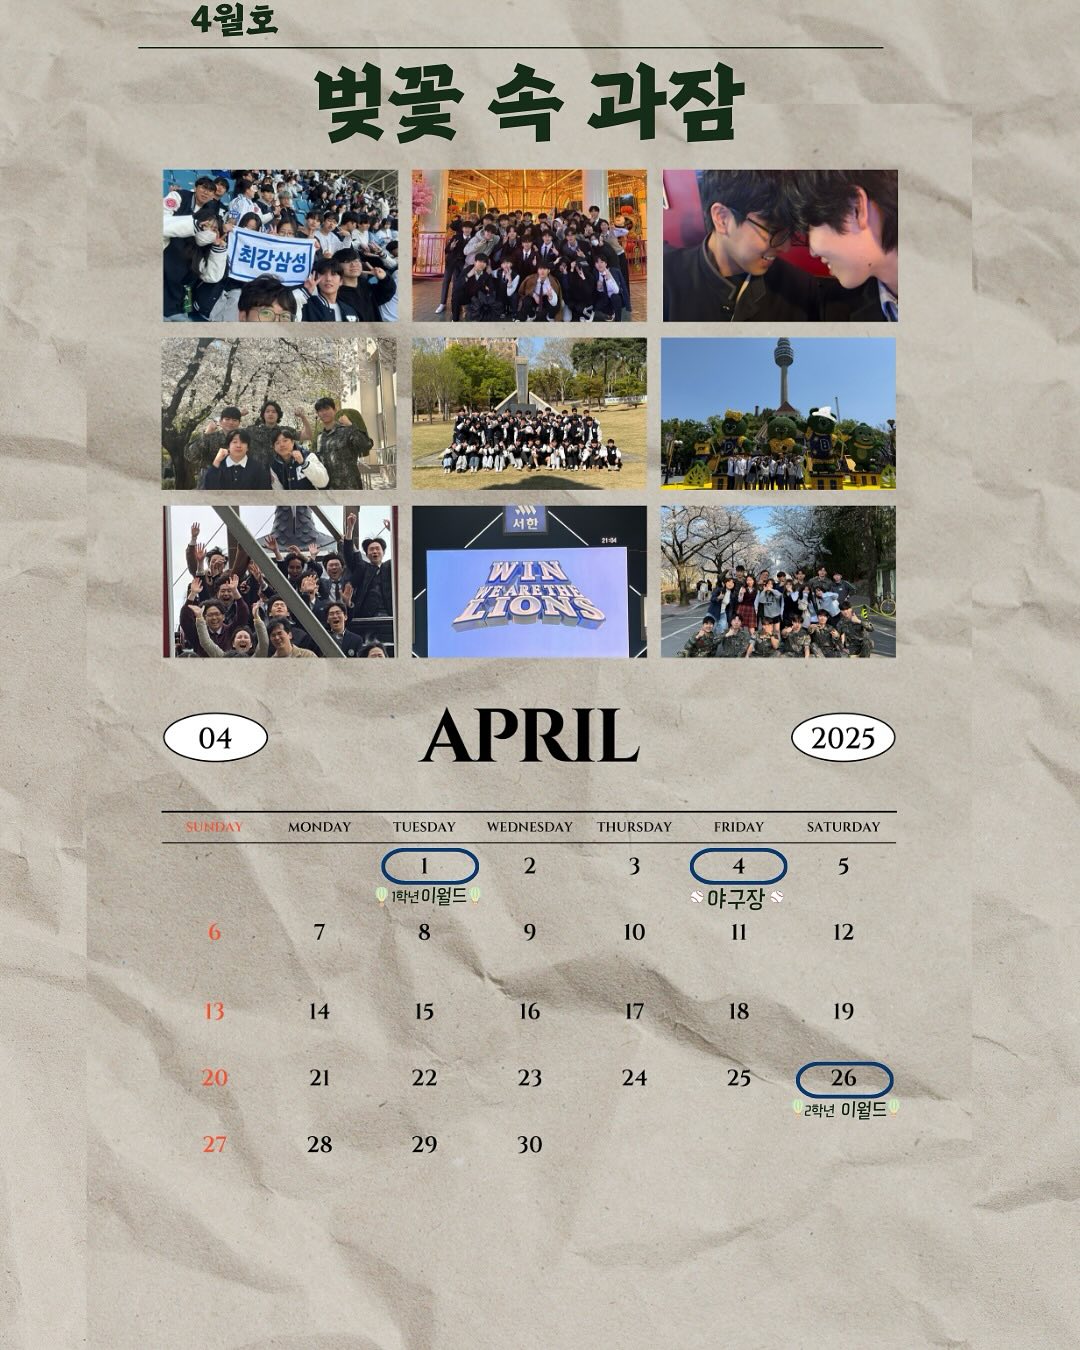 4월호
벚꽃 속 과잠
최강삼성
서한
21:04
WIN
WE ARE THE
LIONS
04 APRIL 2025
SUNDAY MONDAY TUESDAY WEDNESDAY THURSDAY FRIDAY SATURDAY
1 2 3 4 5
1학년 이월드 야구장
6 7 8 9 10 11 12
13 14 15 16 17 18 19
20 21 22 23 24 25 26
2학년 이월드
27 28 29 30